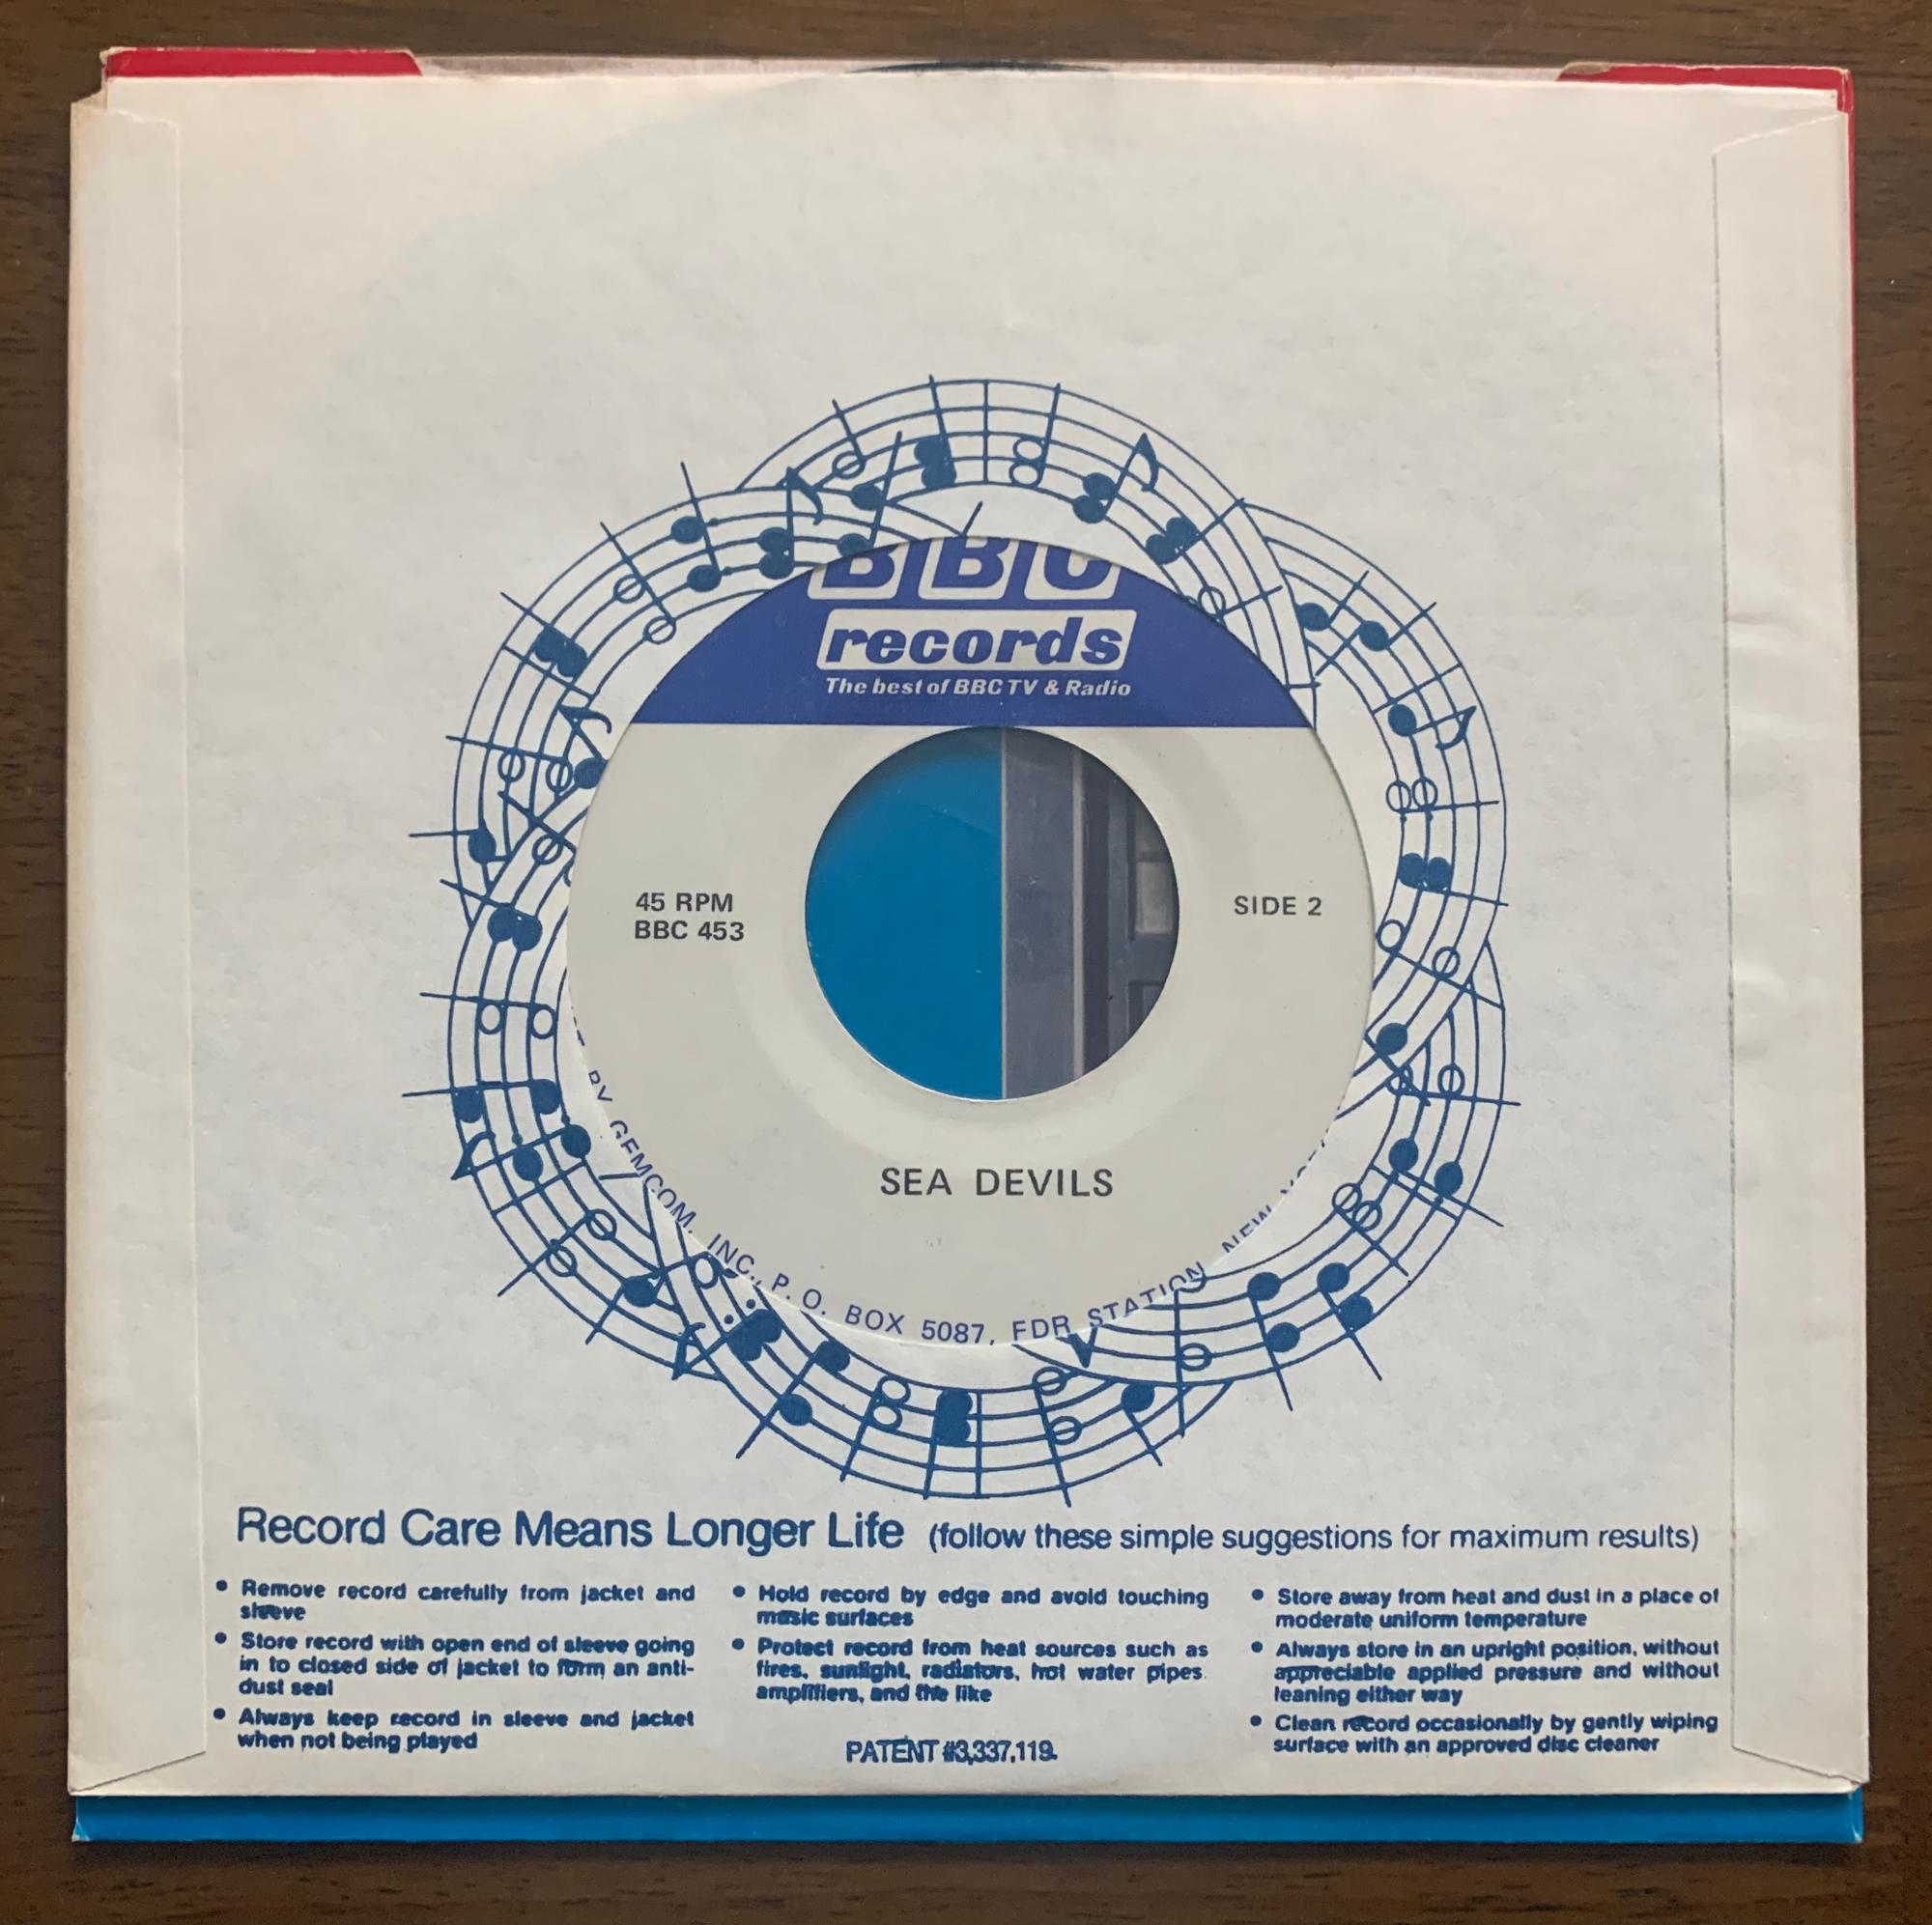 BBC
records
The best of BBC TV & Radio
45 RPM
BBC 453
SIDE 2
SEA DEVILS
BY GEMCOM, INC., P. O. BOX 5087, FDR STATION, NEW
Record Care Means Longer Life (follow these simple suggestions for maximum results)
• Remove record carefully from jacket and
sleeve
• Store record with open end of sleeve going
in to closed side of jacket to form an anti-
dust seal
• Always keep record in sleeve and jacket
when not being played
• Hold record by edge and avoid touching
music surfaces
• Protect record from heat sources such as
fires, sunlight, radiators, hot water pipes.
amplifiers, and the like
PATENT #3,337,119.
• Store away from heat and dust in a place of
moderate uniform temperature
• Always store in an upright position, without
appreciable applied pressure and without
leaning either way
• Clean record occasionally by gently wiping
surface with an approved disc cleaner